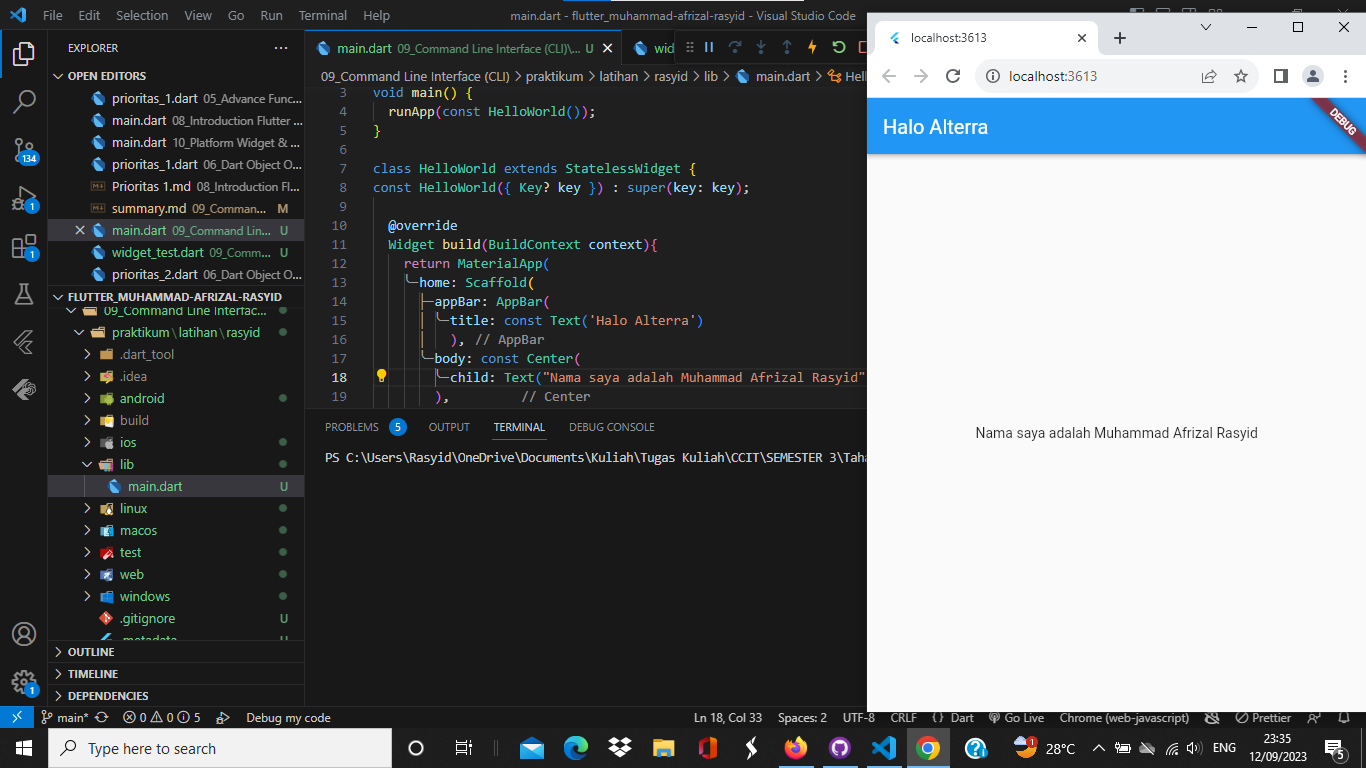 File Edit Selection View Go Run Terminal Help
main.dart - flutter_muhammad-afrizal-rasyid - Visual Studio Code
EXPLORER
OPEN EDITORS
prioritas_1.dart 05_Advance Func...
main.dart 08_Introduction Flutter ...
main.dart 10_Platform Widget & ...
prioritas_1.dart 06_Dart Object O...
Prioritas 1.md 08_Introduction Fl...
summary.md 09_Comman... M
main.dart 09_Command Lin... U
widget_test.dart 09_Comm... U
prioritas_2.dart 06_Dart Object O...
FLUTTER_MUHAMMAD-AFRIZAL-RASYID
09_Command Line Interfac...
praktikum\latihan\rasyid
.dart_tool
.idea
android
build
ios
lib
main.dart U
linux
macos
test
web
windows
.gitignore U
.metadata U
OUTLINE
TIMELINE
DEPENDENCIES
134
1
1
1
main.dart 09_Command Line Interface (CLI)\... U
wid
09_Command Line Interface (CLI) > praktikum > latihan > rasyid > lib > main.dart > Hell
3 void main() {
4 runApp(const HelloWorld());
5 }
6
7 class HelloWorld extends StatelessWidget {
8 const HelloWorld({ Key? key }) : super(key: key);
9
10 @override
11 Widget build(BuildContext context){
12 return MaterialApp(
13 home: Scaffold(
14 appBar: AppBar(
15 title: const Text('Halo Alterra')
16 ), // AppBar
17 body: const Center(
18 child: Text("Nama saya adalah Muhammad Afrizal Rasyid"
19 ), // Center
PROBLEMS 5 OUTPUT TERMINAL DEBUG CONSOLE
PS C:\Users\Rasyid\OneDrive\Documents\Kuliah\Tugas Kuliah\CCIT\SEMESTER 3\Taha
localhost:3613
localhost:3613
Halo Alterra
DEBUG
Nama saya adalah Muhammad Afrizal Rasyid
main* 0 0 5 Debug my code
Ln 18, Col 33 Spaces: 2 UTF-8 CRLF {} Dart Go Live Chrome (web-javascript) Prettier
Type here to search
1 28°C ENG
23:35
12/09/2023
5